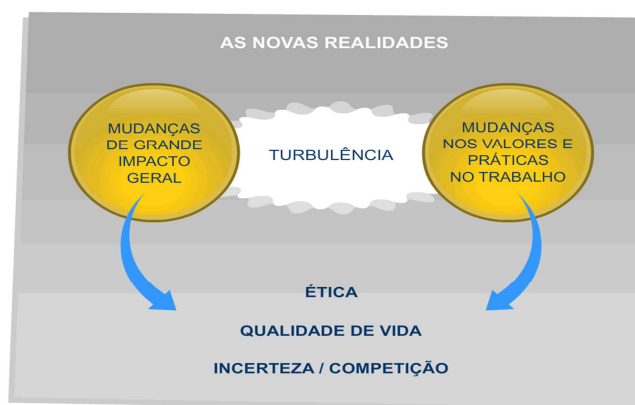 AS NOVAS REALIDADES
MUDANÇAS
DE GRANDE
IMPACTO
GERAL
TURBULÊNCIA
MUDANÇAS
NOS VALORES E
PRÁTICAS
NO TRABALHO
ÉTICA
QUALIDADE DE VIDA
INCERTEZA / COMPETIÇÃO